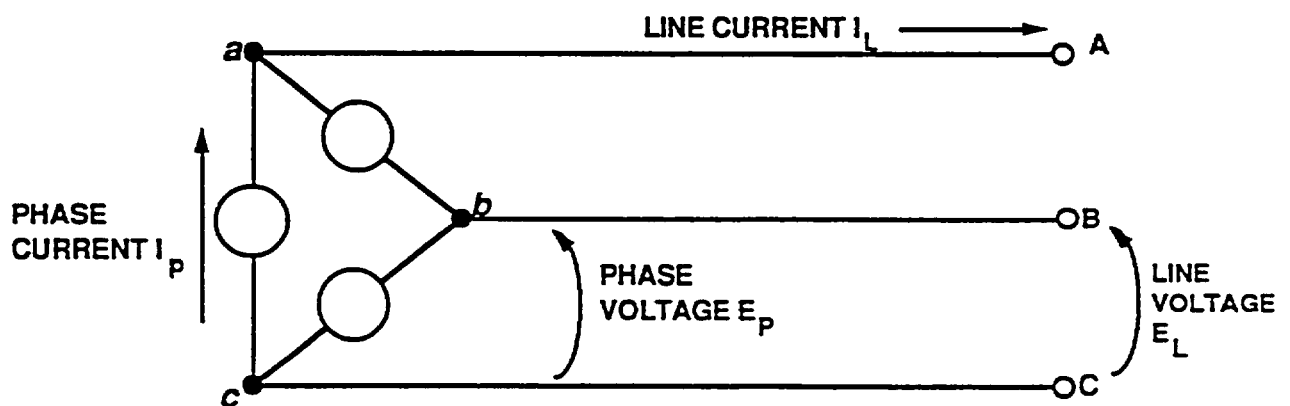 LINE CURRENT I_L
a
A
PHASE
CURRENT I_P
b
B
PHASE
VOLTAGE E_P
LINE
VOLTAGE
E_L
c
C